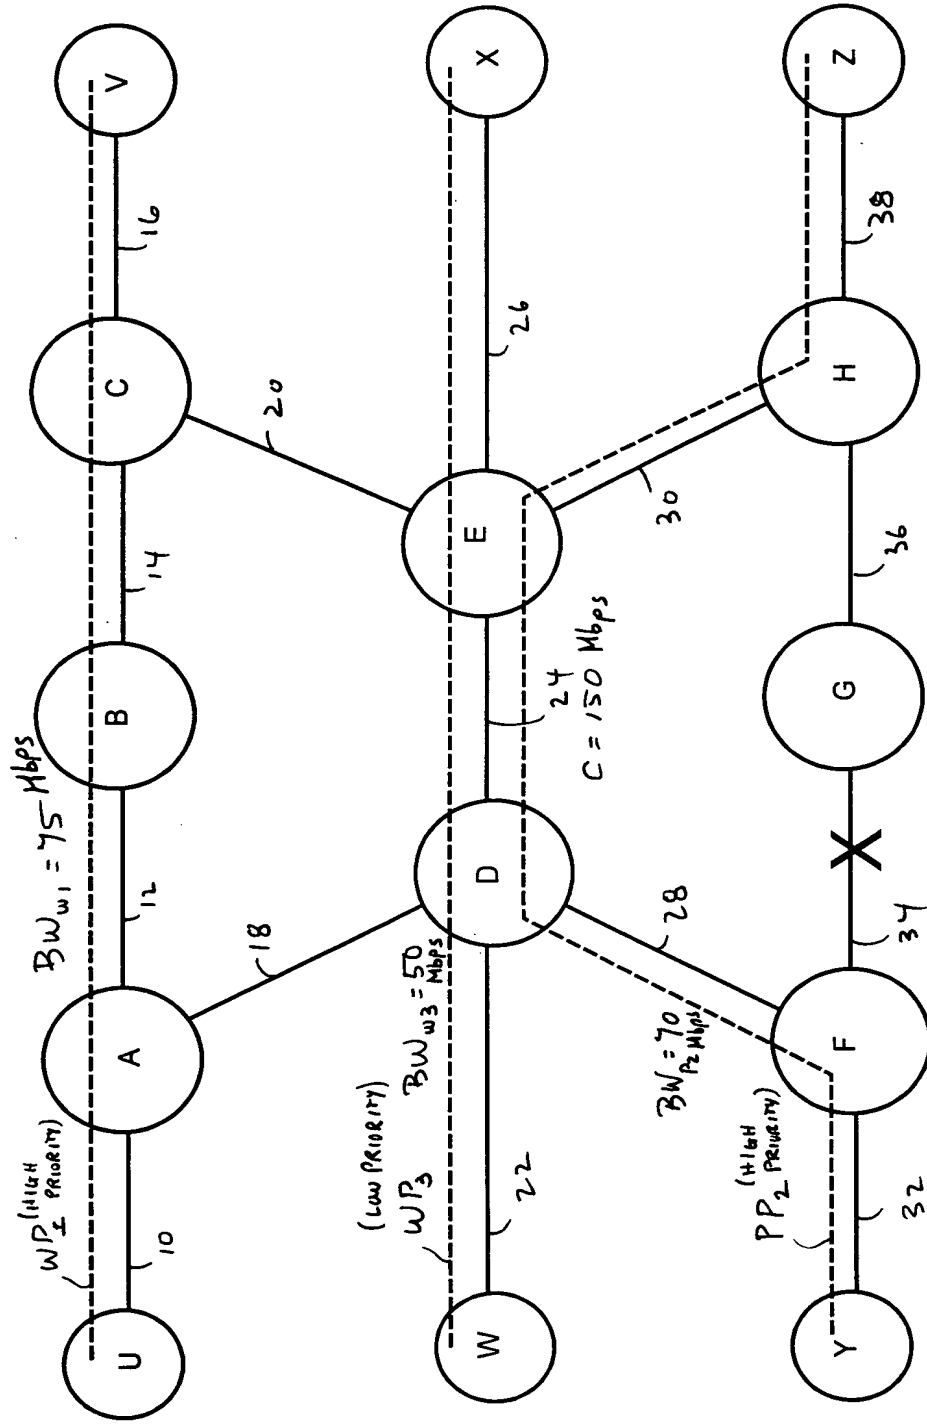 WP1 (HIGH PRIORITY)
BWw1 = 75 Mbps
U
A
B
C
V
10
12
14
16
18
20
(LOW PRIORITY)
WP3
BWw3 = 50 Mbps
W
D
E
X
22
24
C = 150 Mbps
26
BWP2 = 70 Mbps
28
30
PP2 (HIGH PRIORITY)
Y
F
X
G
H
Z
32
34
36
38